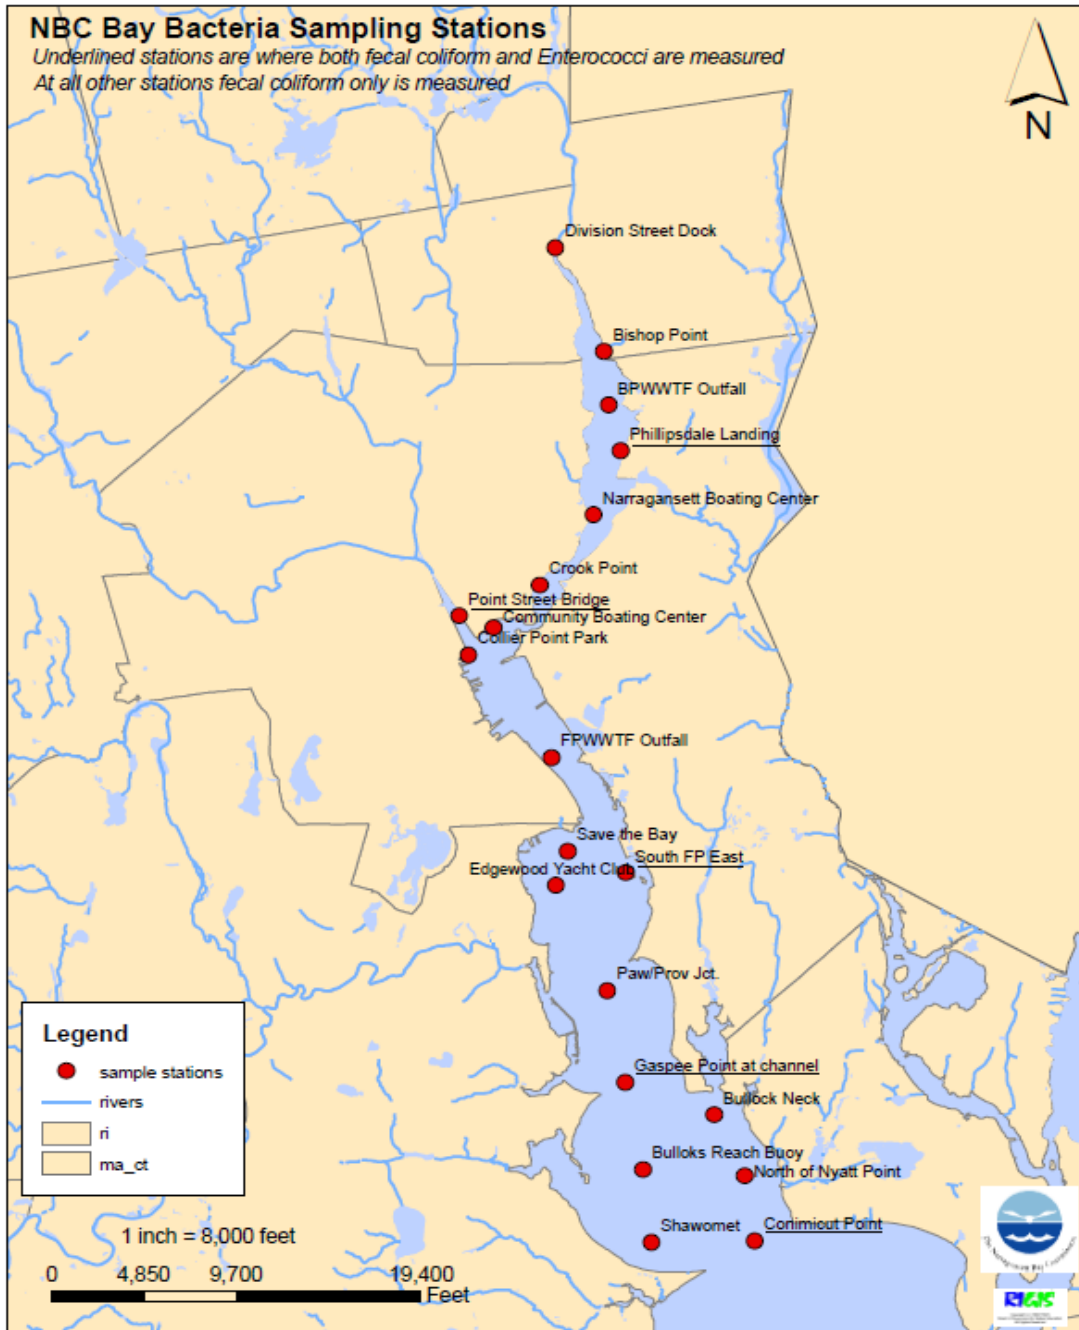 NBC Bay Bacteria Sampling Stations
Underlined stations are where both fecal coliform and Enterococci are measured
At all other stations fecal coliform only is measured
N
Division Street Dock
Bishop Point
BPWWTF Outfall
Phillipsdale Landing
Narragansett Boating Center
Crook Point
Point Street Bridge
Community Boating Center
Collier Point Park
FPWWTF Outfall
Save the Bay
South FP East
Edgewood Yacht Club
Paw/Prov Jct.
Gaspee Point at channel
Bullock Neck
Bulloks Reach Buoy
North of Nyatt Point
Shawomet
Conimicut Point
Legend
sample stations
rivers
ri
ma_ct
1 inch = 8,000 feet
0 4,850 9,700 19,400
Feet
The Narragansett Bay Commission
RIGIS